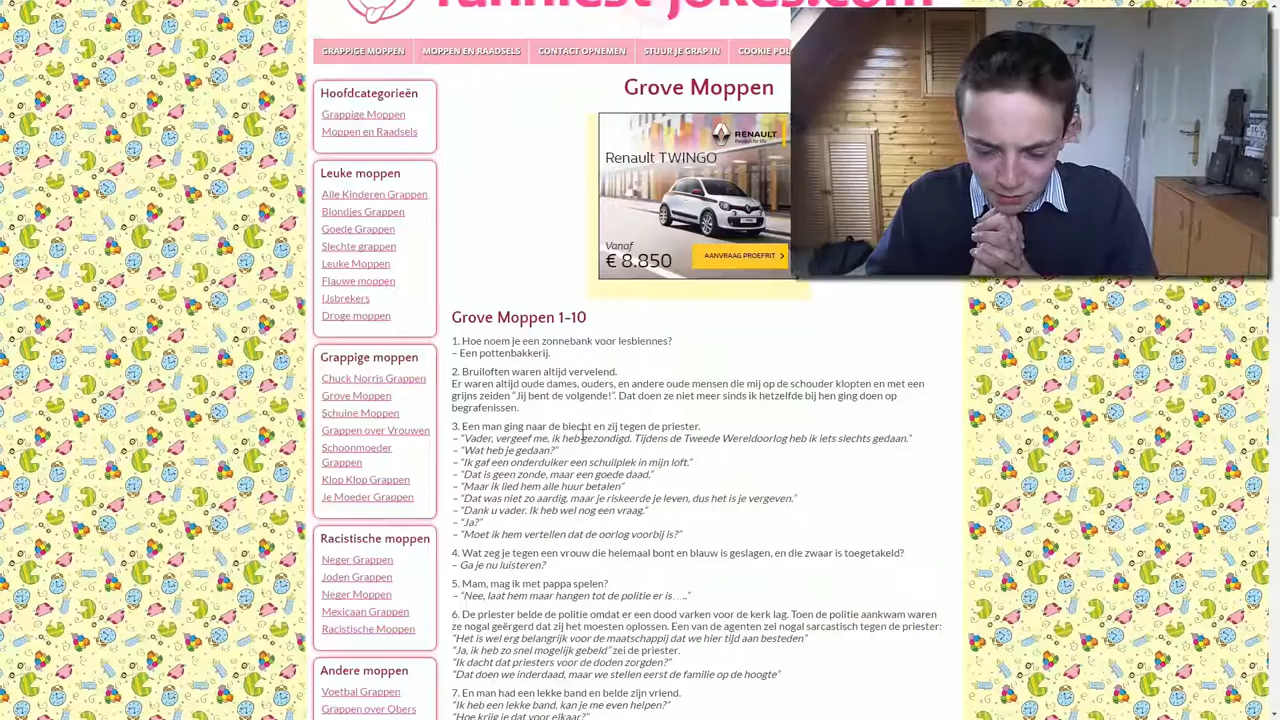 funniest-jokes.com
GRAPPIGE MOPPEN
MOPPEN EN RAADSELS
CONTACT OPNEMEN
STUUR JE GRAP IN
COOKIE POL
Hoofdcategorieën
Grappige Moppen
Moppen en Raadsels
Leuke moppen
Alle Kinderen Grappen
Blondjes Grappen
Goede Grappen
Slechte grappen
Leuke Moppen
Flauwe moppen
IJsbrekers
Droge moppen
Grappige moppen
Chuck Norris Grappen
Grove Moppen
Schuine Moppen
Grappen over Vrouwen
Schoonmoeder
Grappen
Klop Klop Grappen
Je Moeder Grappen
Racistische moppen
Neger Grappen
Joden Grappen
Neger Moppen
Mexicaan Grappen
Racistische Moppen
Andere moppen
Voetbal Grappen
Grappen over Obers
Grove Moppen
RENAULT
Renault TWINGO
Vanaf
€ 8.850
AANVRAAG PROEFRIT
Grove Moppen 1-10
1. Hoe noem je een zonnebank voor lesbiennes?
– Een pottenbakkerij.
2. Bruiloften waren altijd vervelend.
Er waren altijd oude dames, ouders, en andere oude mensen die mij op de schouder klopten en met een
grijns zeiden “Jij bent de volgende!”. Dat doen ze niet meer sinds ik hetzelfde bij hen ging doen op
begrafenissen.
3. Een man ging naar de biecht en zij tegen de priester.
– “Vader, vergeef me, ik heb gezondigd. Tijdens de Tweede Wereldoorlog heb ik iets slechts gedaan.”
– “Wat heb je gedaan?”
– “Ik gaf een onderduiker een schuilplek in mijn loft.”
– “Dat is geen zonde, maar een goede daad.”
– “Maar ik lied hem alle huur betalen”
– “Dat was niet zo aardig, maar je riskeerde je leven, dus het is je vergeven.”
– “Dank u vader. Ik heb wel nog een vraag.”
– “Ja?”
– “Moet ik hem vertellen dat de oorlog voorbij is?”
4. Wat zeg je tegen een vrouw die helemaal bont en blauw is geslagen, en die zwaar is toegetakeld?
– Ga je nu luisteren?
5. Mam, mag ik met pappa spelen?
– “Nee, laat hem maar hangen tot de politie er is…..”
6. De priester belde de politie omdat er een dood varken voor de kerk lag. Toen de politie aankwam waren
ze nogal geërgerd dat zij het moesten oplossen. Een van de agenten zei nogal sarcastisch tegen de priester:
“Het is wel erg belangrijk voor de maatschappij dat we hier tijd aan besteden”
“Ja, ik heb zo snel mogelijk gebeld” zei de priester.
“Ik dacht dat priesters voor de doden zorgden?”
“Dat doen we inderdaad, maar we stellen eerst de familie op de hoogte”
7. En man had een lekke band en belde zijn vriend.
“Ik heb een lekke band, kan je me even helpen?”
“Hoe krijg je dat voor elkaar?”